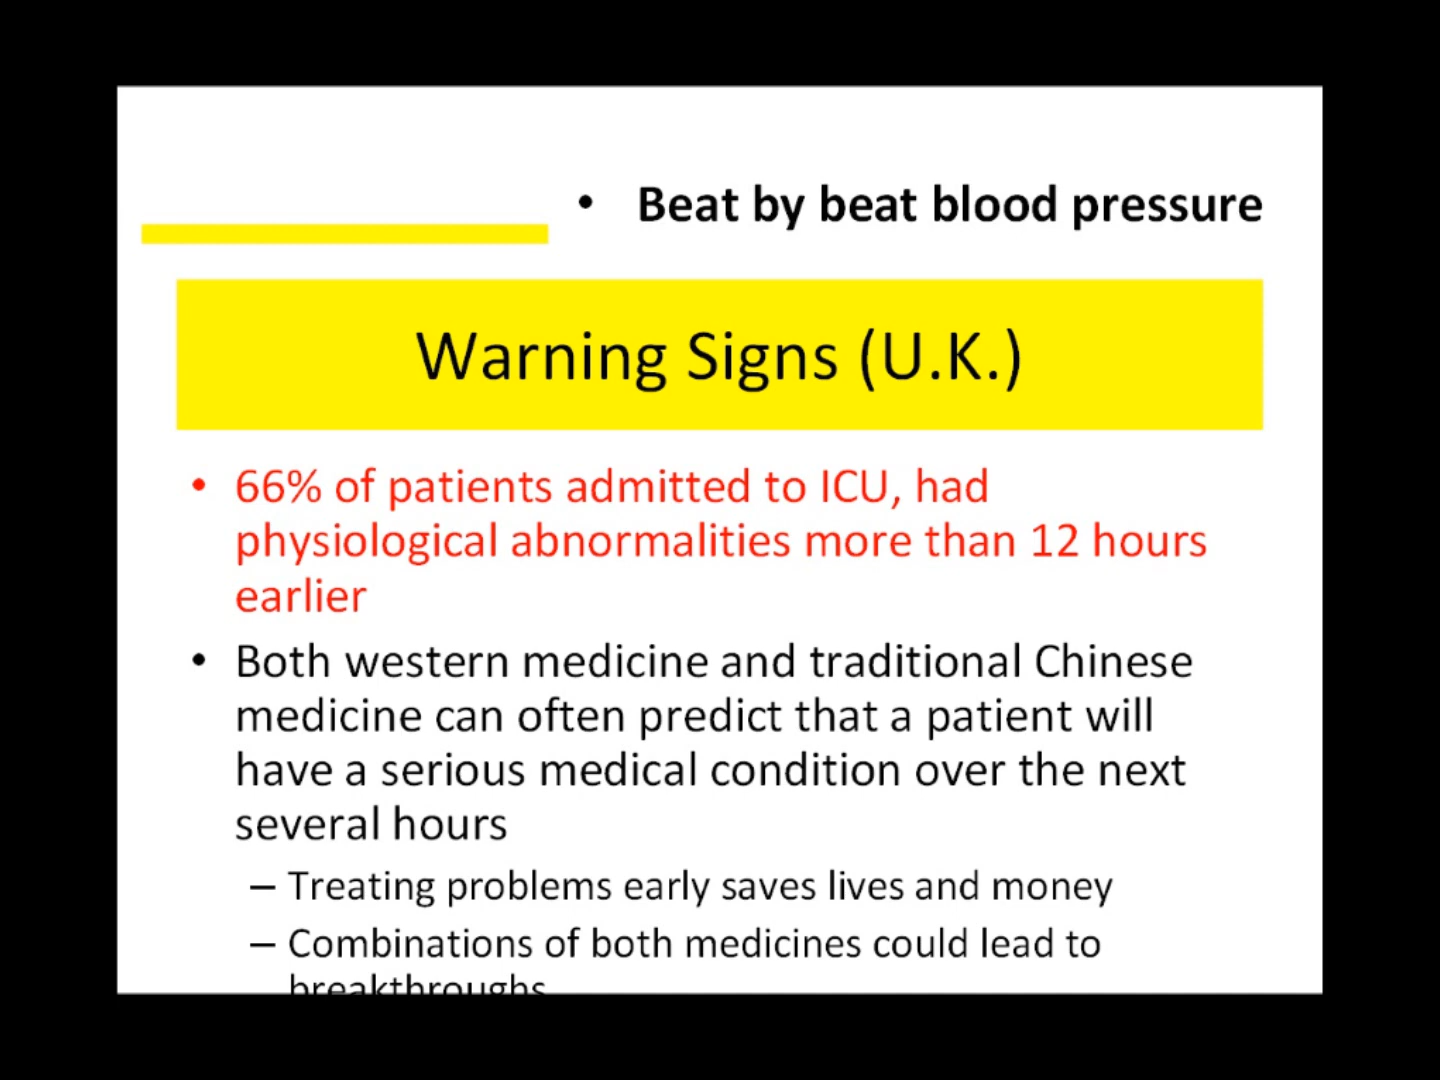 • Beat by beat blood pressure
Warning Signs (U.K.)
• 66% of patients admitted to ICU, had
physiological abnormalities more than 12 hours
earlier
• Both western medicine and traditional Chinese
medicine can often predict that a patient will
have a serious medical condition over the next
several hours
– Treating problems early saves lives and money
– Combinations of both medicines could lead to
breakthroughs